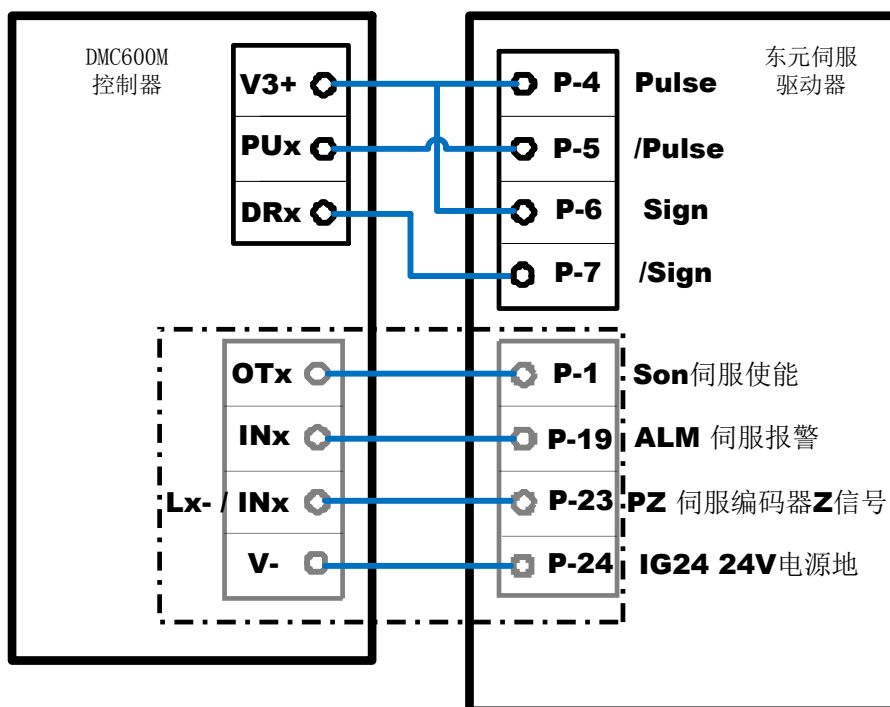 DMC600M
控制器
东元伺服
驱动器
V3+ P-4 Pulse
PUx P-5 /Pulse
DRx P-6 Sign
P-7 /Sign
OTx P-1 Son伺服使能
INx P-19 ALM 伺服报警
Lx- / INx P-23 PZ 伺服编码器Z信号
V- P-24 IG24 24V电源地